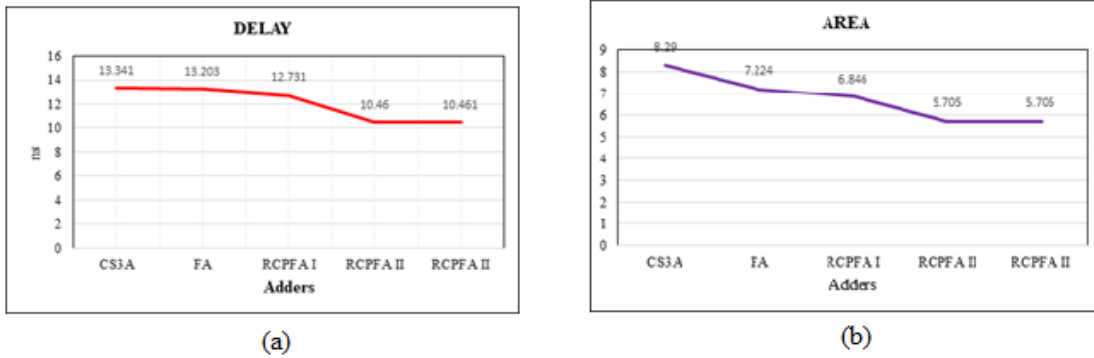 DELAY
16
14
12
10
8
6
4
2
0
ns
13.341
13.203
12.731
10.46
10.461
CS3A
FA
RCPFA I
RCPFA II
RCPFA II
Adders
(a)
AREA
9
8
7
6
5
4
3
2
1
0
8.29
7.224
6.846
5.705
5.705
CS3A
FA
RCPFA I
RCPFA II
RCPFA II
Adders
(b)